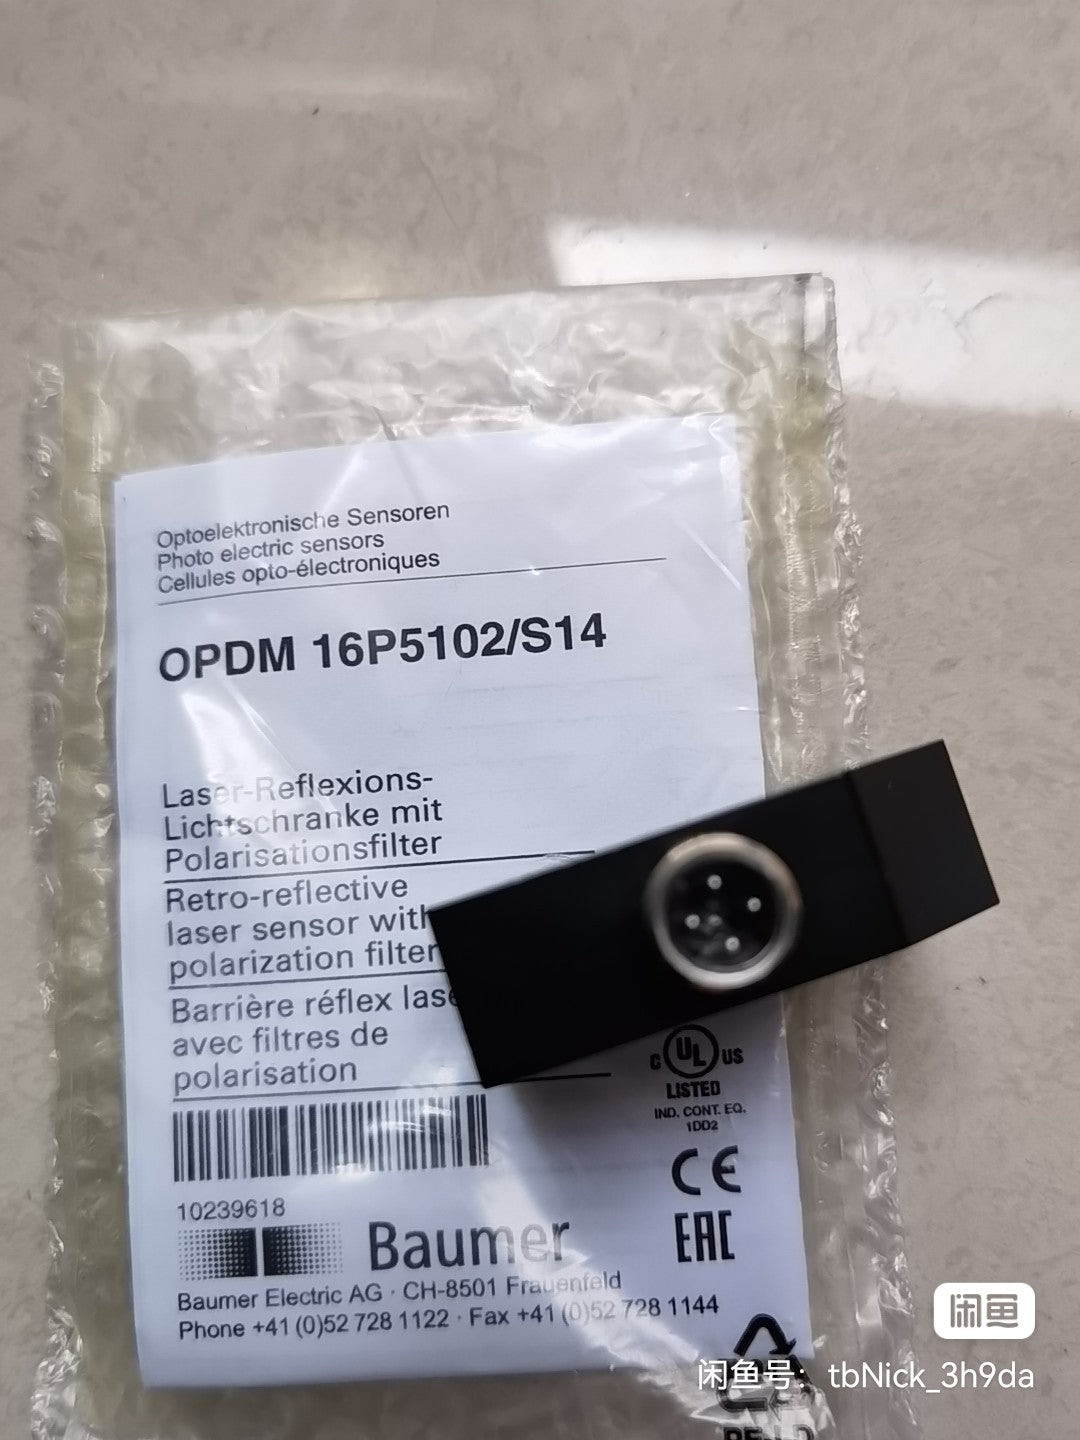 Optoelektronische Sensoren
Photo electric sensors
Cellules opto-électroniques
OPDM 16P5102/S14
Laser-Reflexions-
Lichtschranke mit
Polarisationsfilter
Retro-reflective
laser sensor with
polarization filter
Barrière réflex
avec filtres de
polarisation
C UL US
LISTED
IND. CONT. EQ.
1DD2
CE
EAC
10239618
Baumer
Baumer Electric AG · CH-8501 Frauenfeld
Phone +41 (0)52 728 1122 · Fax +41 (0)52 728 1144
闲鱼
闲鱼号：tbNick_3h9da